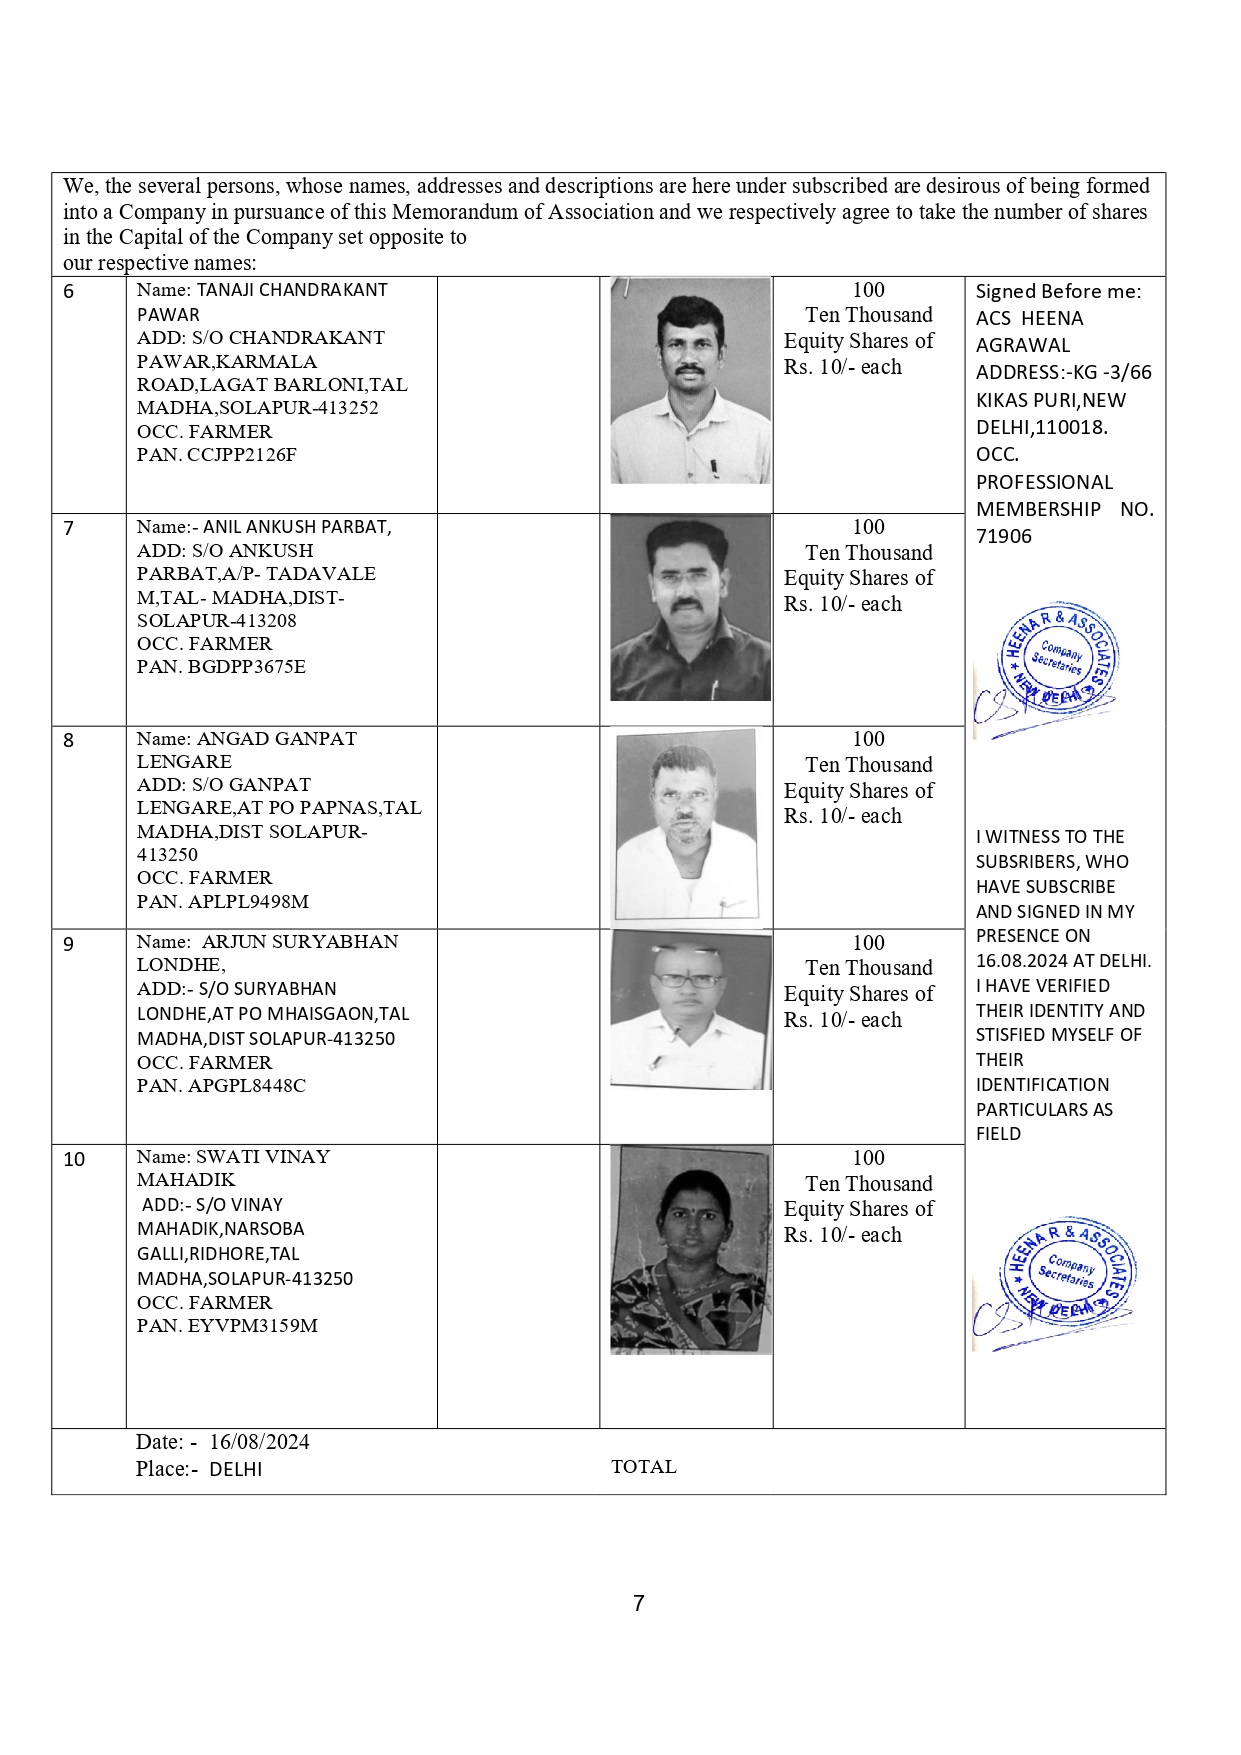 We, the several persons, whose names, addresses and descriptions are here under subscribed are desirous of being formed
into a Company in pursuance of this Memorandum of Association and we respectively agree to take the number of shares
in the Capital of the Company set opposite to
our respective names:
6
Name: TANAJI CHANDRAKANT
PAWAR
ADD: S/O CHANDRAKANT
PAWAR,KARMALA
ROAD,LAGAT BARLONI,TAL
MADHA,SOLAPUR-413252
OCC. FARMER
PAN. CCJPP2126F
100
Ten Thousand
Equity Shares of
Rs. 10/- each
Signed Before me:
ACS HEENA
AGRAWAL
ADDRESS:-KG -3/66
KIKAS PURI,NEW
DELHI,110018.
OCC.
PROFESSIONAL
MEMBERSHIP NO.
71906
7
Name:- ANIL ANKUSH PARBAT,
ADD: S/O ANKUSH
PARBAT,A/P- TADAVALE
M,TAL- MADHA,DIST-
SOLAPUR-413208
OCC. FARMER
PAN. BGDPP3675E
100
Ten Thousand
Equity Shares of
Rs. 10/- each
HEENA R & ASSOCIATES
Company
Secretaries
NEW DELHI
8
Name: ANGAD GANPAT
LENGARE
ADD: S/O GANPAT
LENGARE,AT PO PAPNAS,TAL
MADHA,DIST SOLAPUR-
413250
OCC. FARMER
PAN. APLPL9498M
100
Ten Thousand
Equity Shares of
Rs. 10/- each
I WITNESS TO THE
SUBSRIBERS, WHO
HAVE SUBSCRIBE
AND SIGNED IN MY
PRESENCE ON
16.08.2024 AT DELHI.
I HAVE VERIFIED
THEIR IDENTITY AND
STISFIED MYSELF OF
THEIR
IDENTIFICATION
PARTICULARS AS
FIELD
9
Name: ARJUN SURYABHAN
LONDHE,
ADD:- S/O SURYABHAN
LONDHE,AT PO MHAISGAON,TAL
MADHA,DIST SOLAPUR-413250
OCC. FARMER
PAN. APGPL8448C
100
Ten Thousand
Equity Shares of
Rs. 10/- each
10
Name: SWATI VINAY
MAHADIK
ADD:- S/O VINAY
MAHADIK,NARSOBA
GALLI,RIDHORE,TAL
MADHA,SOLAPUR-413250
OCC. FARMER
PAN. EYVPM3159M
100
Ten Thousand
Equity Shares of
Rs. 10/- each
HEENA R & ASSOCIATES
Company
Secretaries
NEW DELHI
Date: - 16/08/2024
Place:- DELHI
TOTAL
7